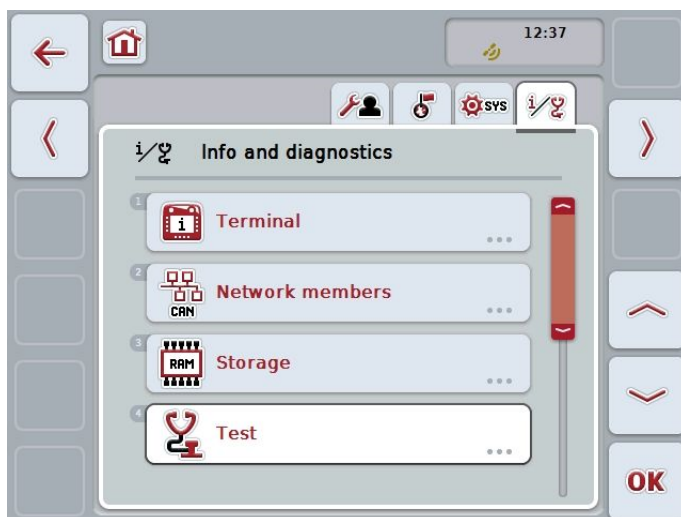 12:37
SYS
i/
i/ Info and diagnostics
1
i
Terminal
...
2
CAN
Network members
...
3
RAM
Storage
...
4
Test
...
OK